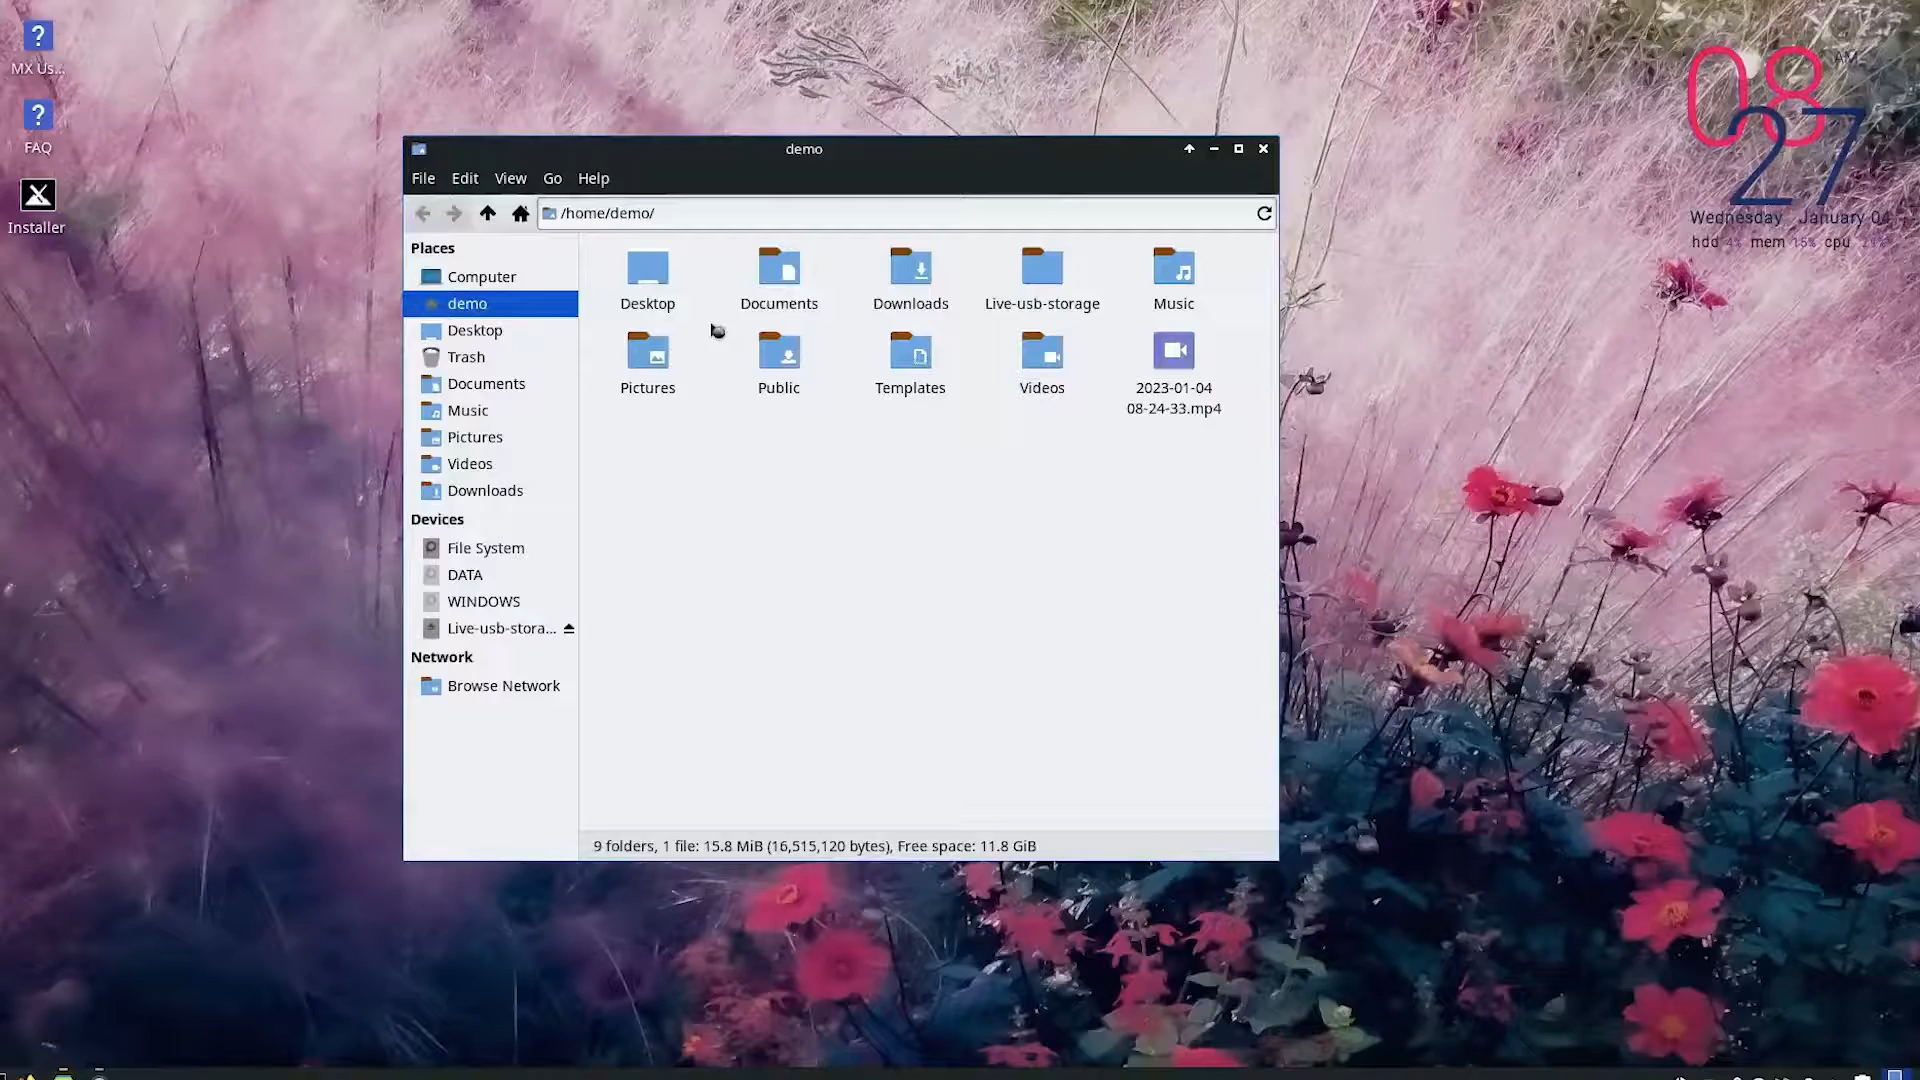 MX Us...
FAQ
Installer
demo
File Edit View Go Help
/home/demo/
Places
Computer
demo
Desktop
Trash
Documents
Music
Pictures
Videos
Downloads
Devices
File System
DATA
WINDOWS
Live-usb-stora...
Network
Browse Network
Desktop Documents Downloads Live-usb-storage Music
Pictures Public Templates Videos 2023-01-04
08-24-33.mp4
9 folders, 1 file: 15.8 MiB (16,515,120 bytes), Free space: 11.8 GiB
08 AM
27
Wednesday January 04
hdd 4% mem 15% cpu